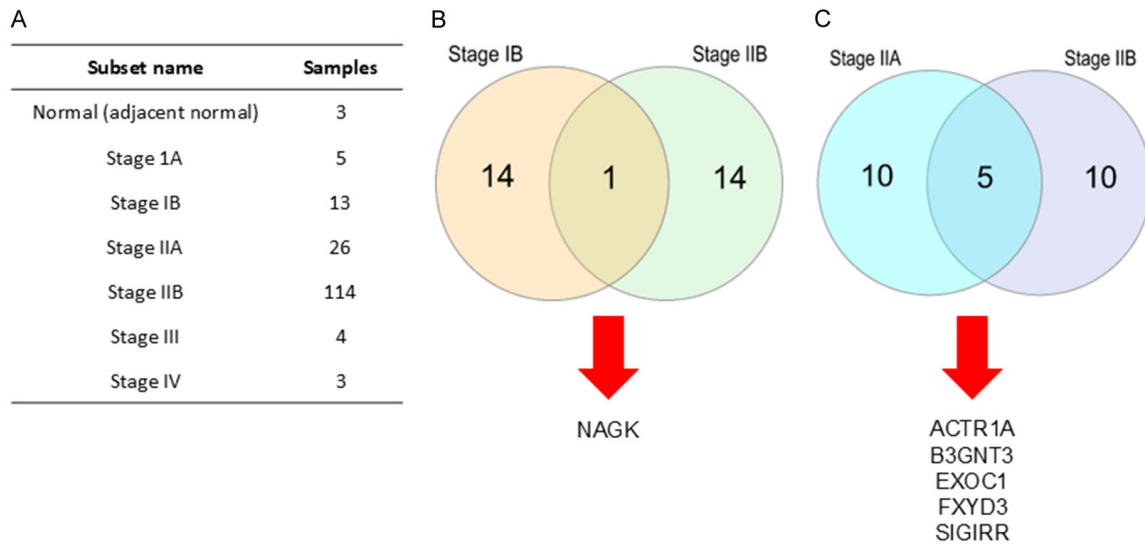 A
Subset name Samples
Normal (adjacent normal) 3
Stage 1A 5
Stage IB 13
Stage IIA 26
Stage IIB 114
Stage III 4
Stage IV 3
B
Stage IB Stage IIB
14 1 14
NAGK
C
Stage IIA Stage IIB
10 5 10
ACTR1A
B3GNT3
EXOC1
FXYD3
SIGIRR